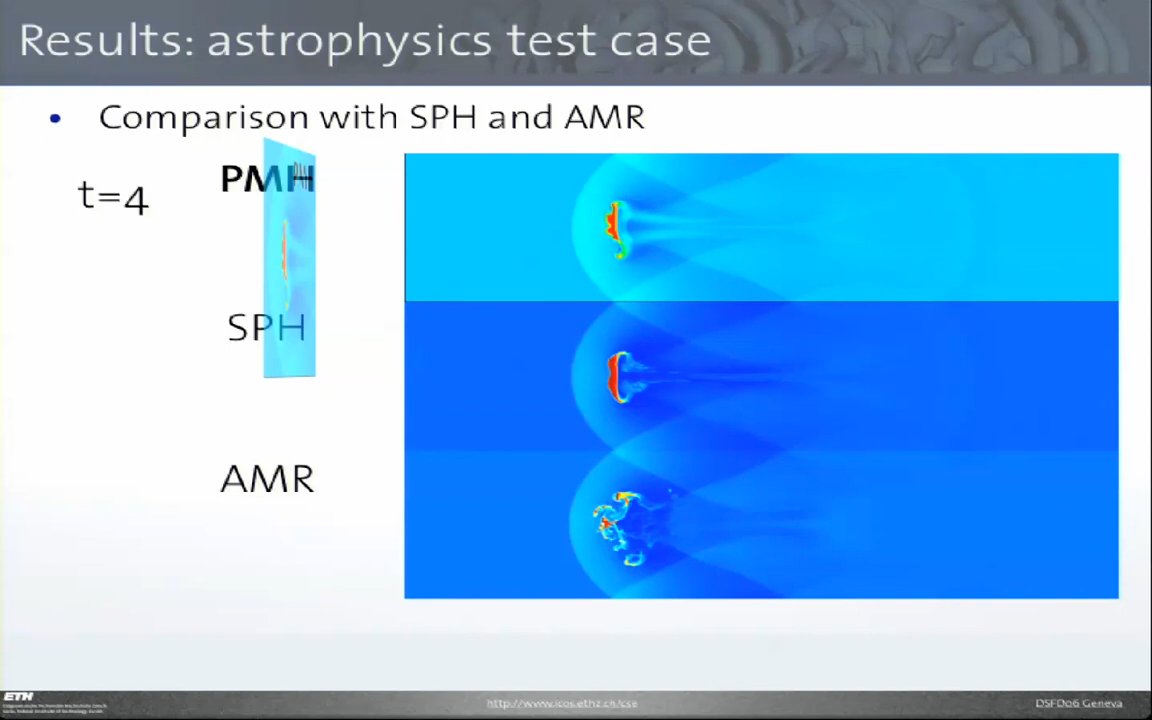 Results: astrophysics test case
• Comparison with SPH and AMR
t=4
PMH
SPH
AMR
ETH
http://www.icos.ethz.ch/cse
DSFD06 Geneva